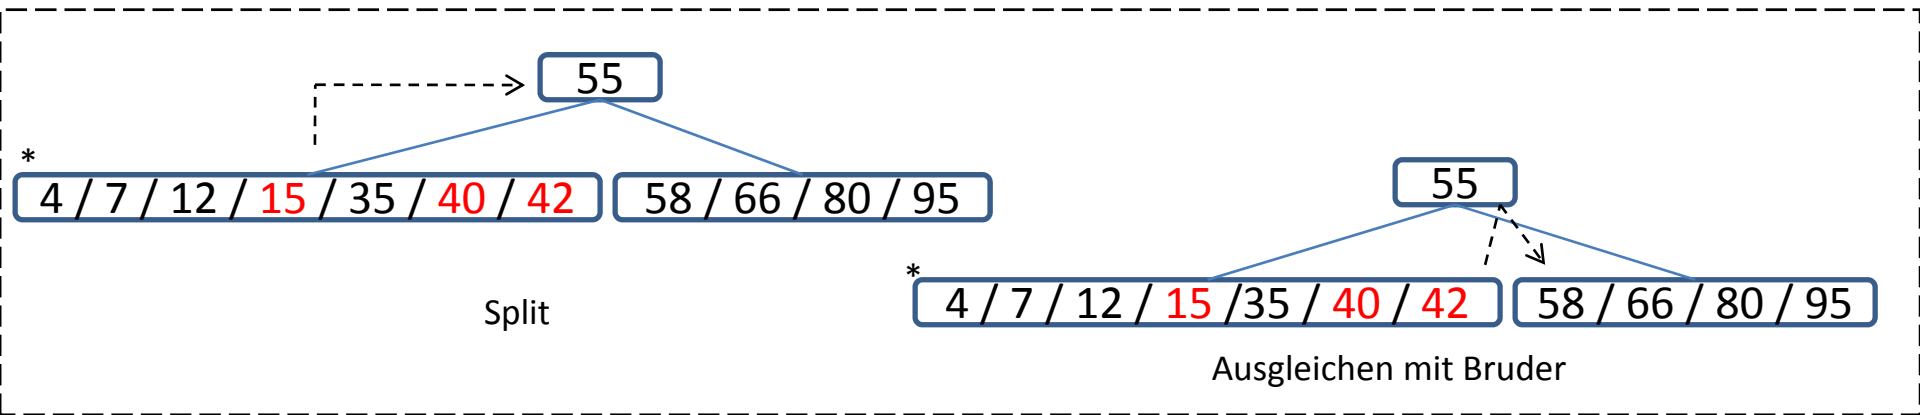 55
*
4 / 7 / 12 / 15 / 35 / 40 / 42
58 / 66 / 80 / 95
Split
55
*
4 / 7 / 12 / 15 /35 / 40 / 42
58 / 66 / 80 / 95
Ausgleichen mit Bruder